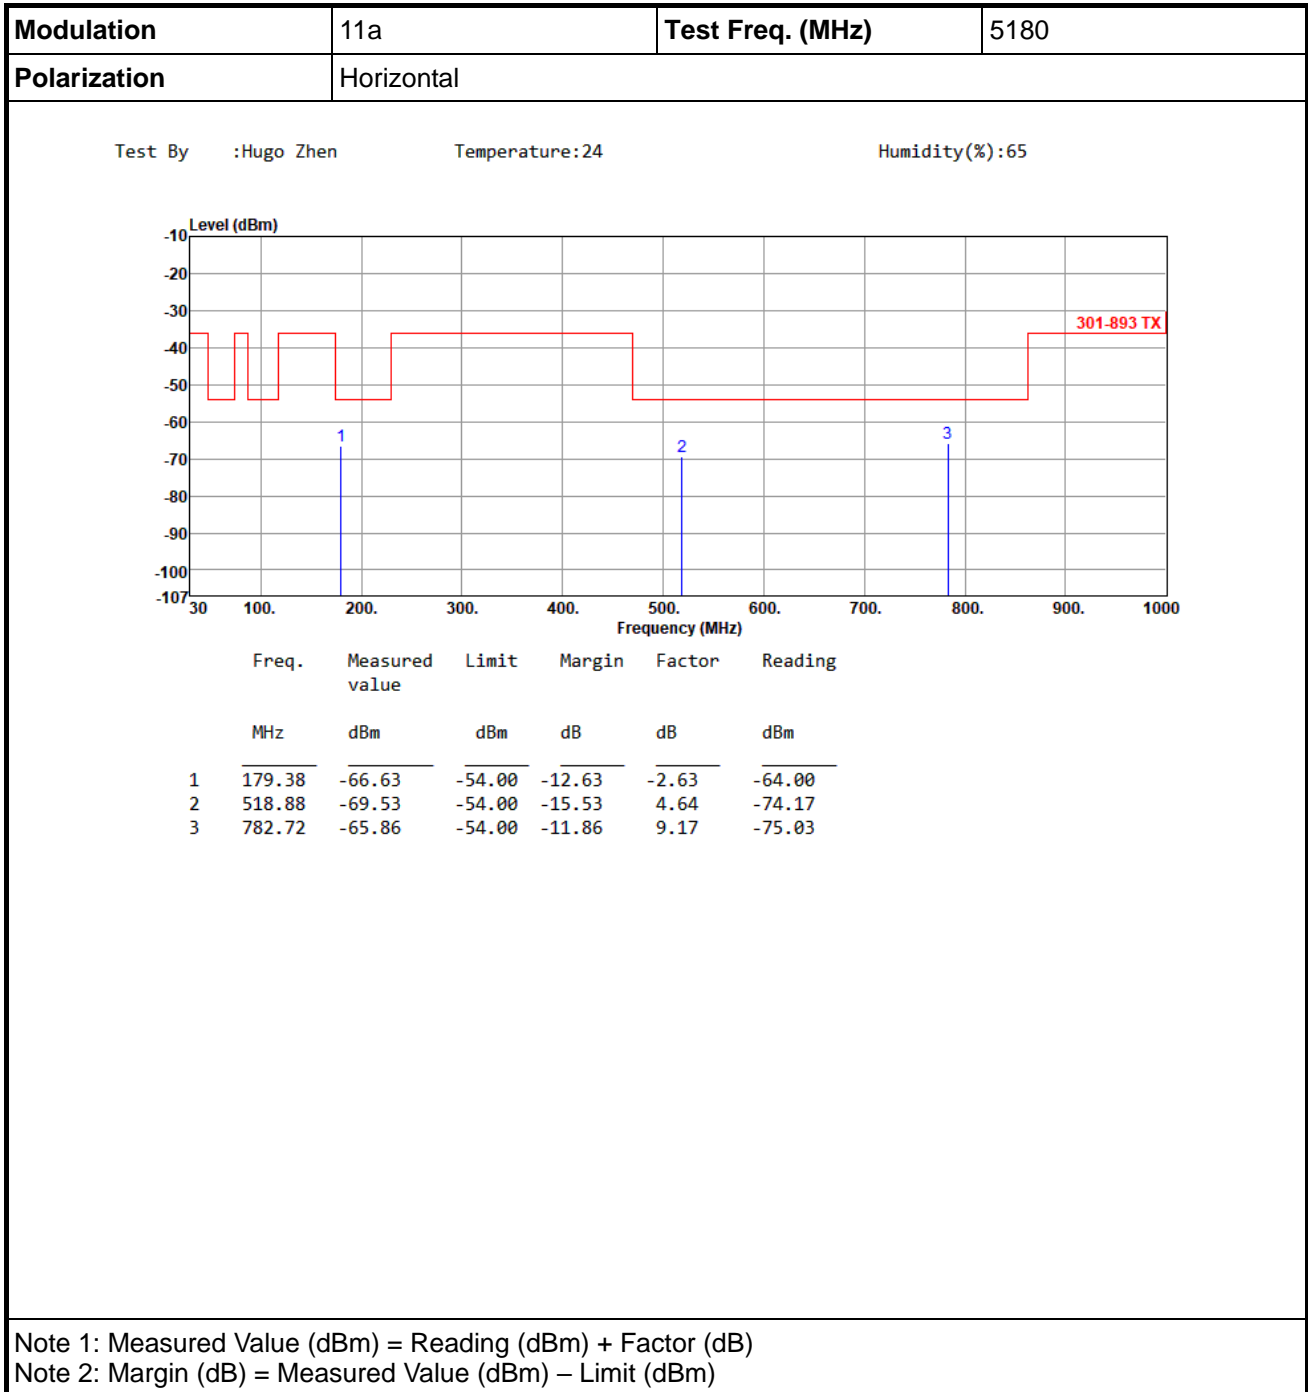 Modulation 11a Test Freq. (MHz) 5180
Polarization Horizontal
Test By :Hugo Zhen Temperature:24 Humidity(%):65
Level (dBm)
-10
-20
-30
301-893 TX
-40
-50
-60
1 2 3
-70
-80
-90
-100
-107
30 100. 200. 300. 400. 500. 600. 700. 800. 900. 1000
Frequency (MHz)
Freq. Measured Limit Margin Factor Reading
value
MHz dBm dBm dB dB dBm
1 179.38 -66.63 -54.00 -12.63 -2.63 -64.00
2 518.88 -69.53 -54.00 -15.53 4.64 -74.17
3 782.72 -65.86 -54.00 -11.86 9.17 -75.03
Note 1: Measured Value (dBm) = Reading (dBm) + Factor (dB)
Note 2: Margin (dB) = Measured Value (dBm) – Limit (dBm)